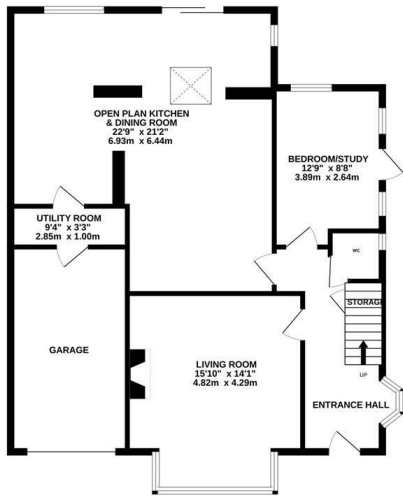 OPEN PLAN KITCHEN
& DINING ROOM
22'9" x 21'2"
6.93m x 6.44m
BEDROOM/STUDY
12'9" x 8'8"
3.89m x 2.64m
UTILITY ROOM
9'4" x 3'3"
2.85m x 1.00m
WC
STORAGE
GARAGE
LIVING ROOM
15'10" x 14'1"
4.82m x 4.29m
UP
ENTRANCE HALL